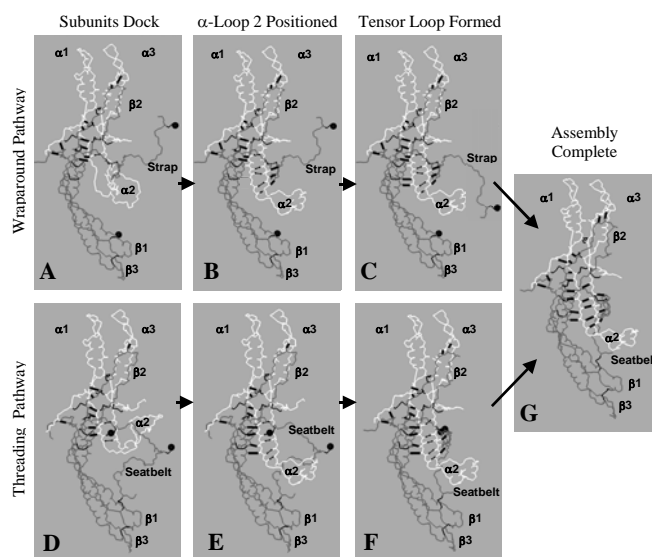 Subunits Dock
α-Loop 2 Positioned
Tensor Loop Formed
Wraparound Pathway
α1 α3
β2
Strap
α2
β1
β3
A
α1 α3
β2
Strap
α2
β1
β3
B
α1 α3
β2
Strap
α2
β1
β3
C
Threading Pathway
α1 α3
β2
α2
Seatbelt
β1
β3
D
α1 α3
β2
Seatbelt
α2
β1
β3
E
α1 α3
β2
α2
Seatbelt
β1
β3
F
Assembly
Complete
α1 α3
β2
α2
Seatbelt
β1
β3
G